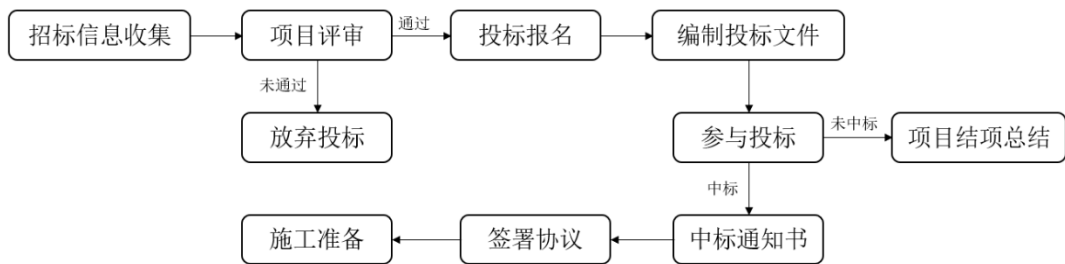 招标信息收集
项目评审
通过
投标报名
编制投标文件
未通过
放弃投标
参与投标
未中标
项目结项总结
中标
施工准备
签署协议
中标通知书